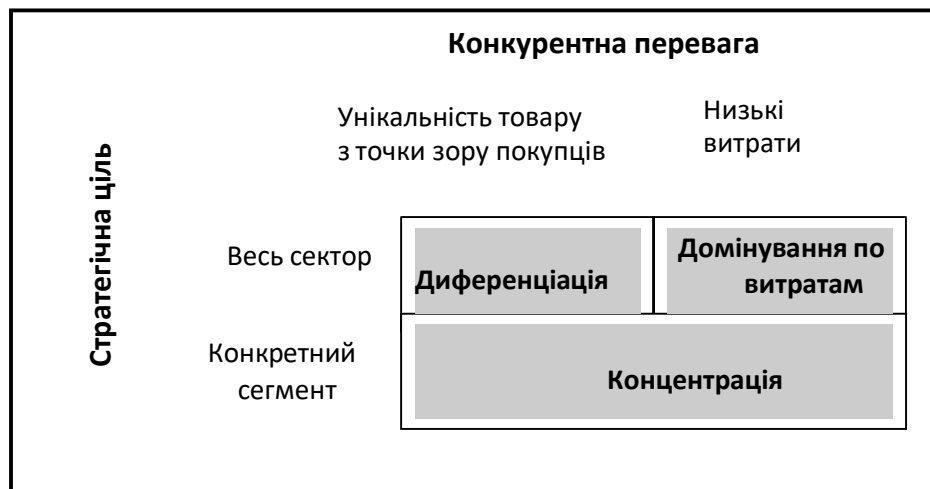 Конкурентна перевага
Унікальність товару
з точки зору покупців
Низькі
витрати
Стратегічна ціль
Весь сектор
Диференціація
Домінування по
витратам
Конкретний
сегмент
Концентрація